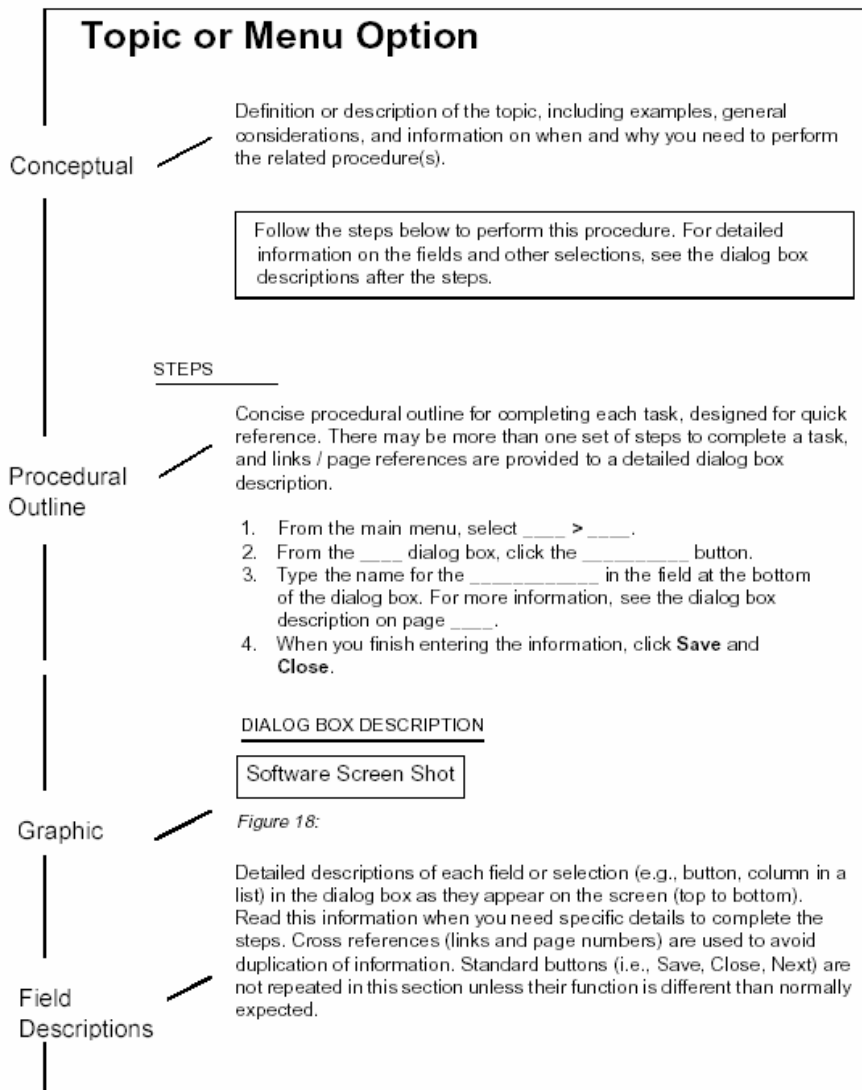 Topic or Menu Option
Definition or description of the topic, including examples, general
considerations, and information on when and why you need to perform
the related procedure(s).
Conceptual
Follow the steps below to perform this procedure. For detailed
information on the fields and other selections, see the dialog box
descriptions after the steps.
STEPS
Concise procedural outline for completing each task, designed for quick
reference. There may be more than one set of steps to complete a task,
and links / page references are provided to a detailed dialog box
description.
Procedural
Outline
1. From the main menu, select ____ > ____.
2. From the ____ dialog box, click the __________ button.
3. Type the name for the ____________ in the field at the bottom
of the dialog box. For more information, see the dialog box
description on page ____.
4. When you finish entering the information, click Save and
Close.
DIALOG BOX DESCRIPTION
Software Screen Shot
Figure 18:
Graphic
Detailed descriptions of each field or selection (e.g., button, column in a
list) in the dialog box as they appear on the screen (top to bottom).
Read this information when you need specific details to complete the
steps. Cross references (links and page numbers) are used to avoid
duplication of information. Standard buttons (i.e., Save, Close, Next) are
not repeated in this section unless their function is different than normally
expected.
Field
Descriptions